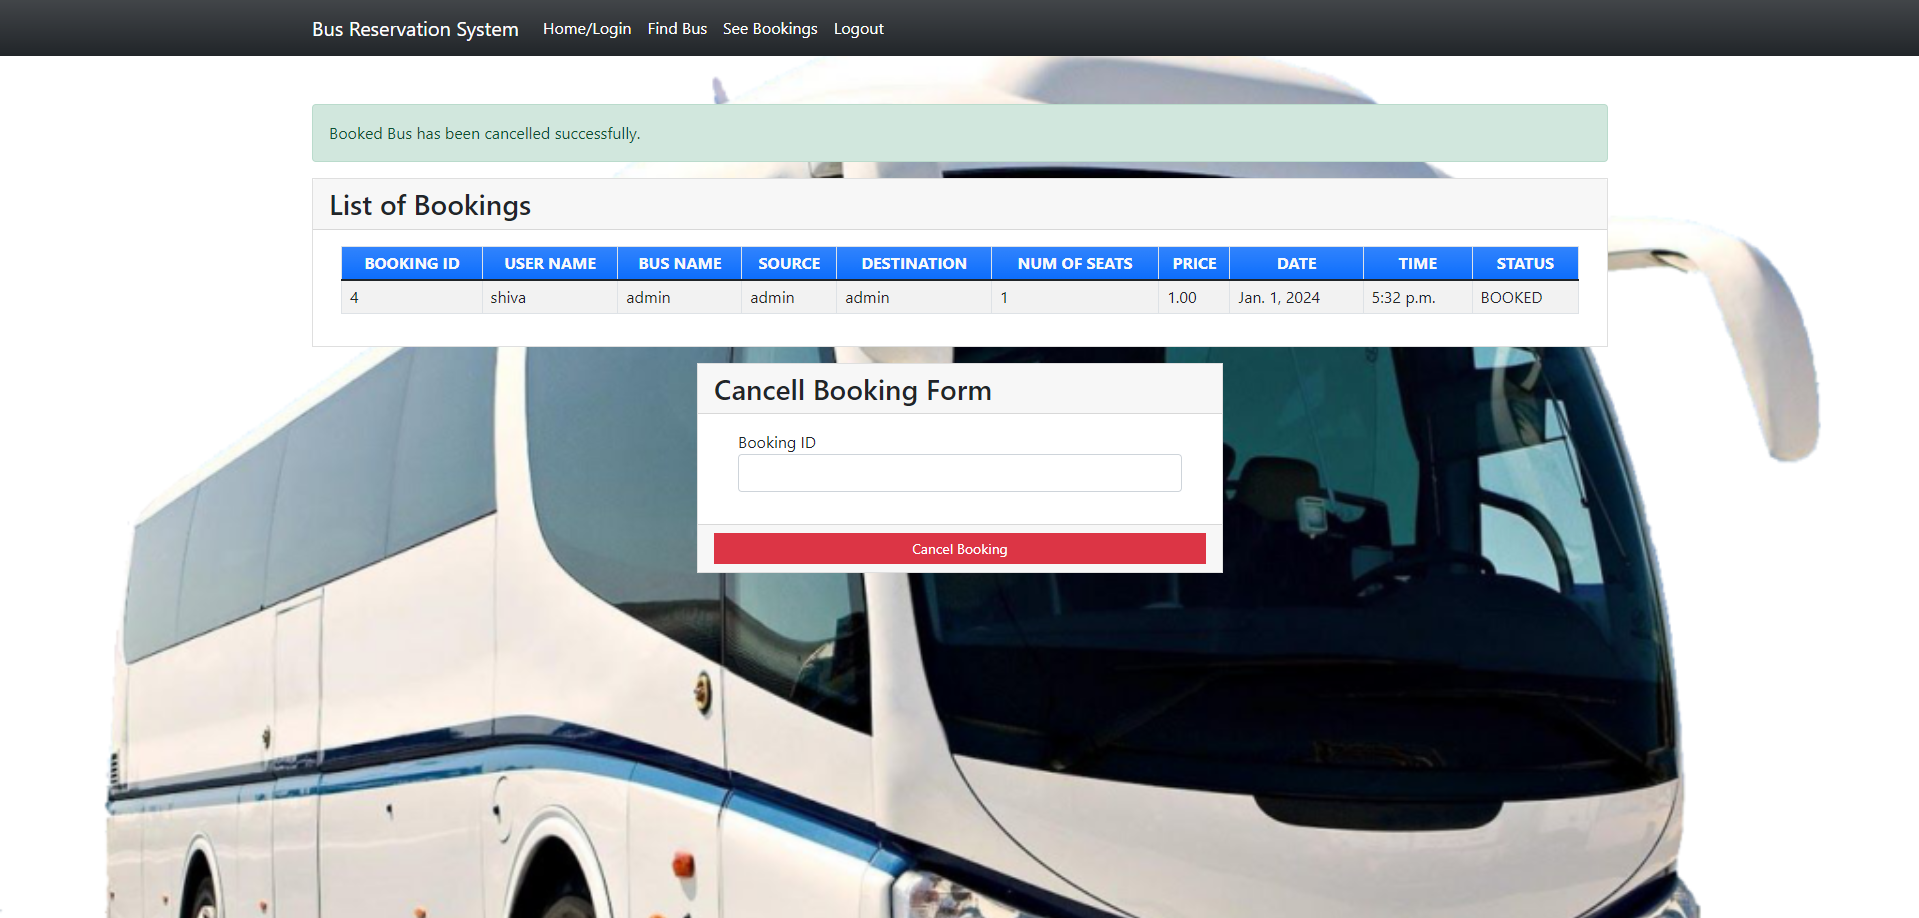 Bus Reservation System Home/Login Find Bus See Bookings Logout
Booked Bus has been cancelled successfully.
List of Bookings
BOOKING ID USER NAME BUS NAME SOURCE DESTINATION NUM OF SEATS PRICE DATE TIME STATUS
4 shiva admin admin admin 1 1.00 Jan. 1, 2024 5:32 p.m. BOOKED
Cancell Booking Form
Booking ID
Cancel Booking